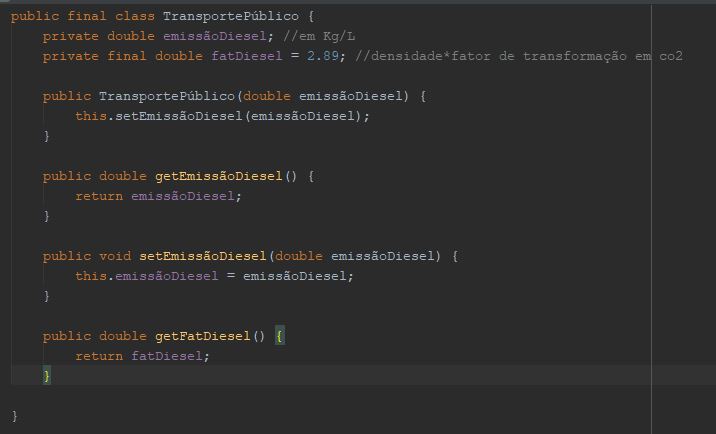 public final class TransportePúblico {
private double emissãoDiesel; //em Kg/L
private final double fatDiesel = 2.89; //densidade*fator de transformação em co2
public TransportePúblico(double emissãoDiesel) {
this.setEmissãoDiesel(emissãoDiesel);
}
public double getEmissãoDiesel() {
return emissãoDiesel;
}
public void setEmissãoDiesel(double emissãoDiesel) {
this.emissãoDiesel = emissãoDiesel;
}
public double getFatDiesel() {
return fatDiesel;
}
}